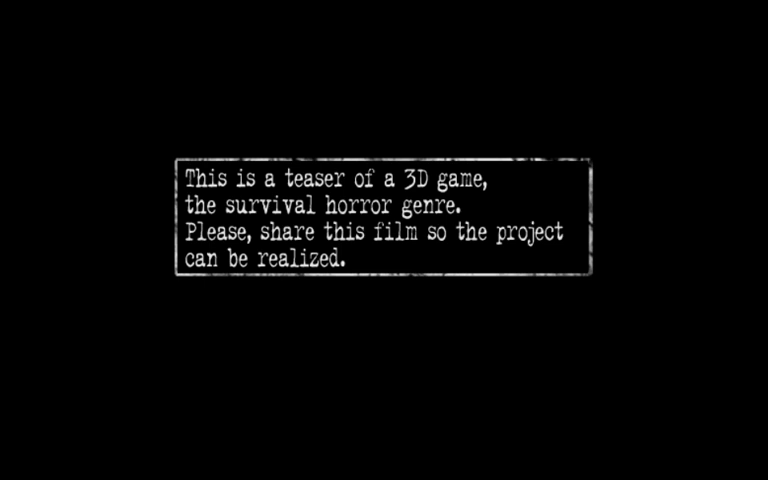 This is a teaser of a 3D game,
the survival horror genre.
Please, share this film so the project
can be realized.